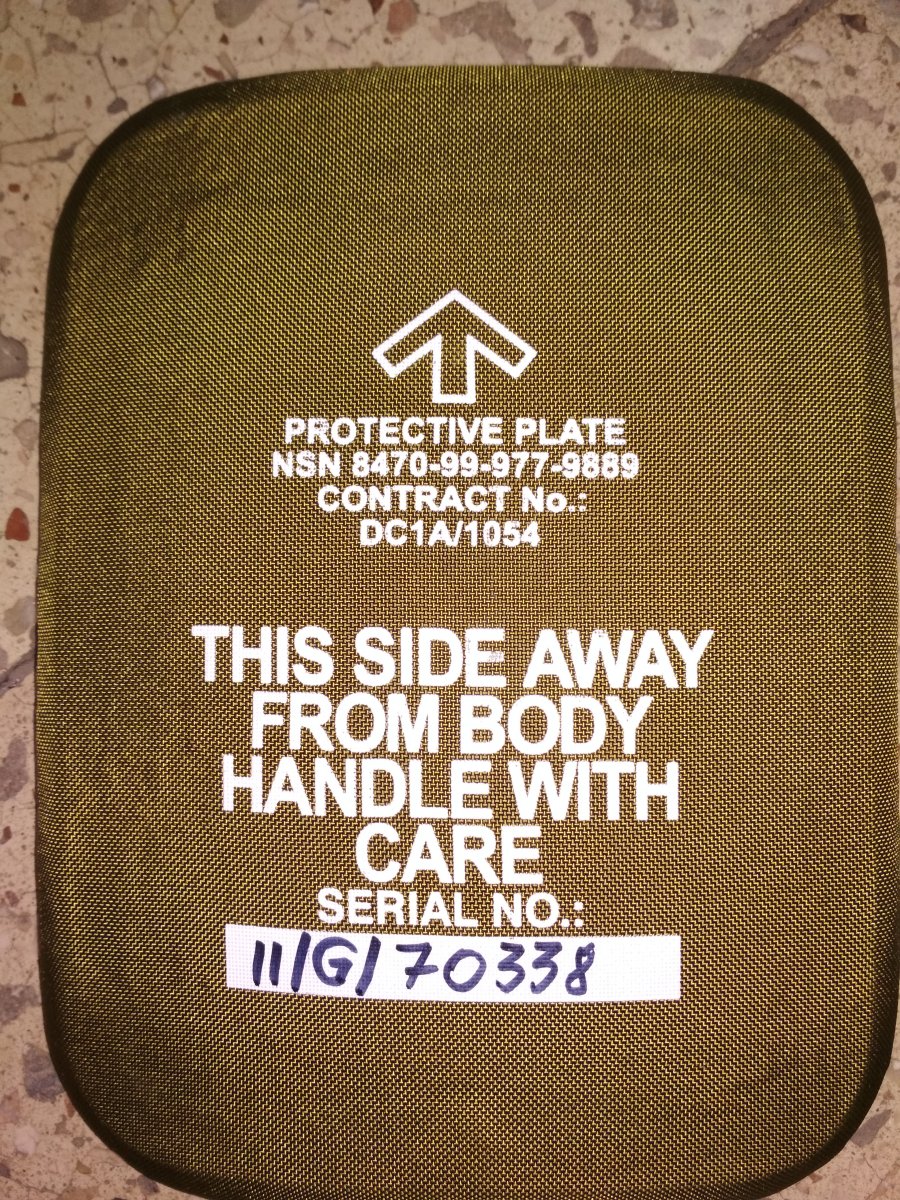 PROTECTIVE PLATE
NSN 8470-99-977-9889
CONTRACT No.:
DC1A/1054
THIS SIDE AWAY
FROM BODY
HANDLE WITH
CARE
SERIAL NO.:
11/G/70338